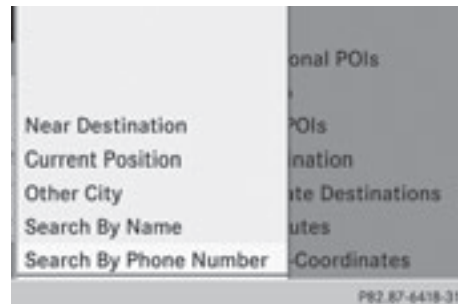 onal POIs
Near Destination
POIs
Current Position
ination
Other City
te Destinations
Search By Name
utes
Search By Phone Number
-Coordinates
P82.87-6418-31